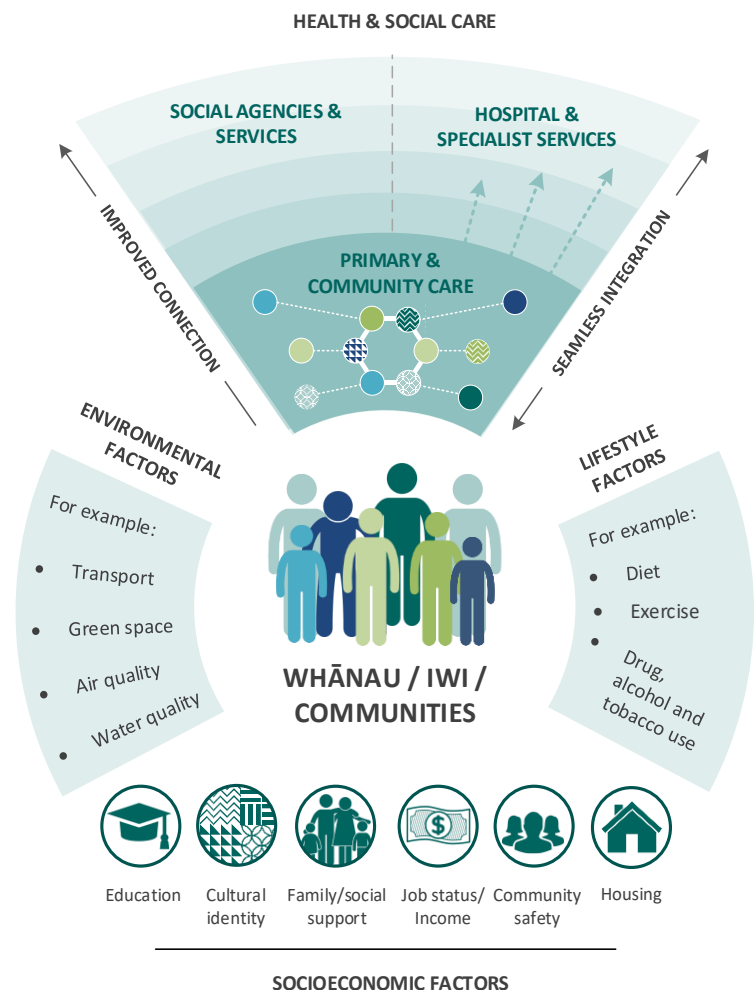 HEALTH & SOCIAL CARE
SOCIAL AGENCIES &
SERVICES
HOSPITAL &
SPECIALIST SERVICES
IMPROVED CONNECTION
SEAMLESS INTEGRATION
PRIMARY &
COMMUNITY CARE
ENVIRONMENTAL
FACTORS
For example:
• Transport
• Green space
• Air quality
• Water quality
LIFESTYLE
FACTORS
For example:
• Diet
• Exercise
• Drug,
alcohol and
tobacco use
WHĀNAU / IWI /
COMMUNITIES
$
Education
Cultural
identity
Family/social
support
Job status/
Income
Community
safety
Housing
SOCIOECONOMIC FACTORS